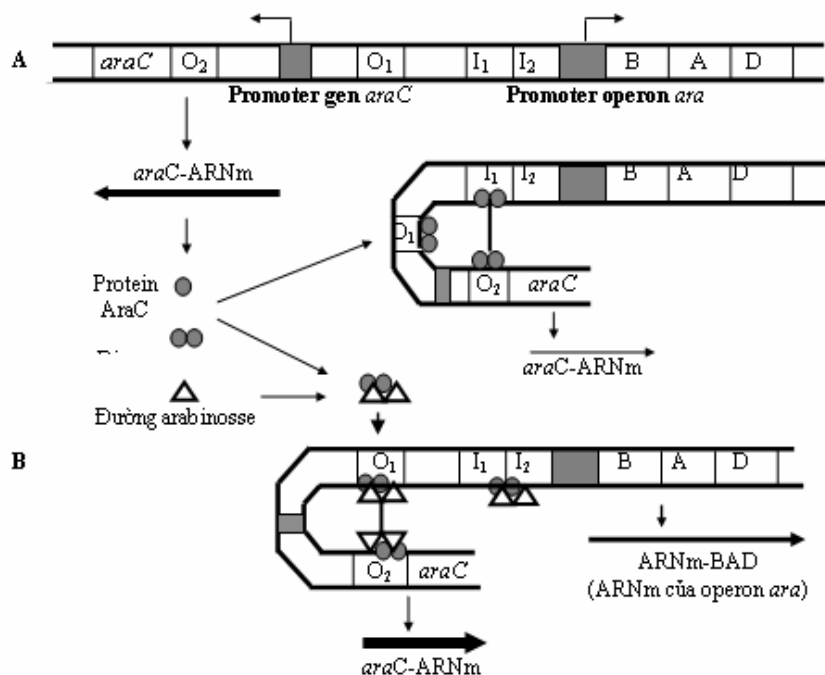 A araC O₂ O₁ I₁ I₂ B A D
Promoter gen araC Promoter operon ara
araC-ARNm
I₁ I₂ B A D
O₁
Protein
AraC
O₂ araC
araC-ARNm
Đường arabinosse
B
O₁ I₁ I₂ B A D
O₂ araC
ARNm-BAD
(ARNm của operon ara)
araC-ARNm